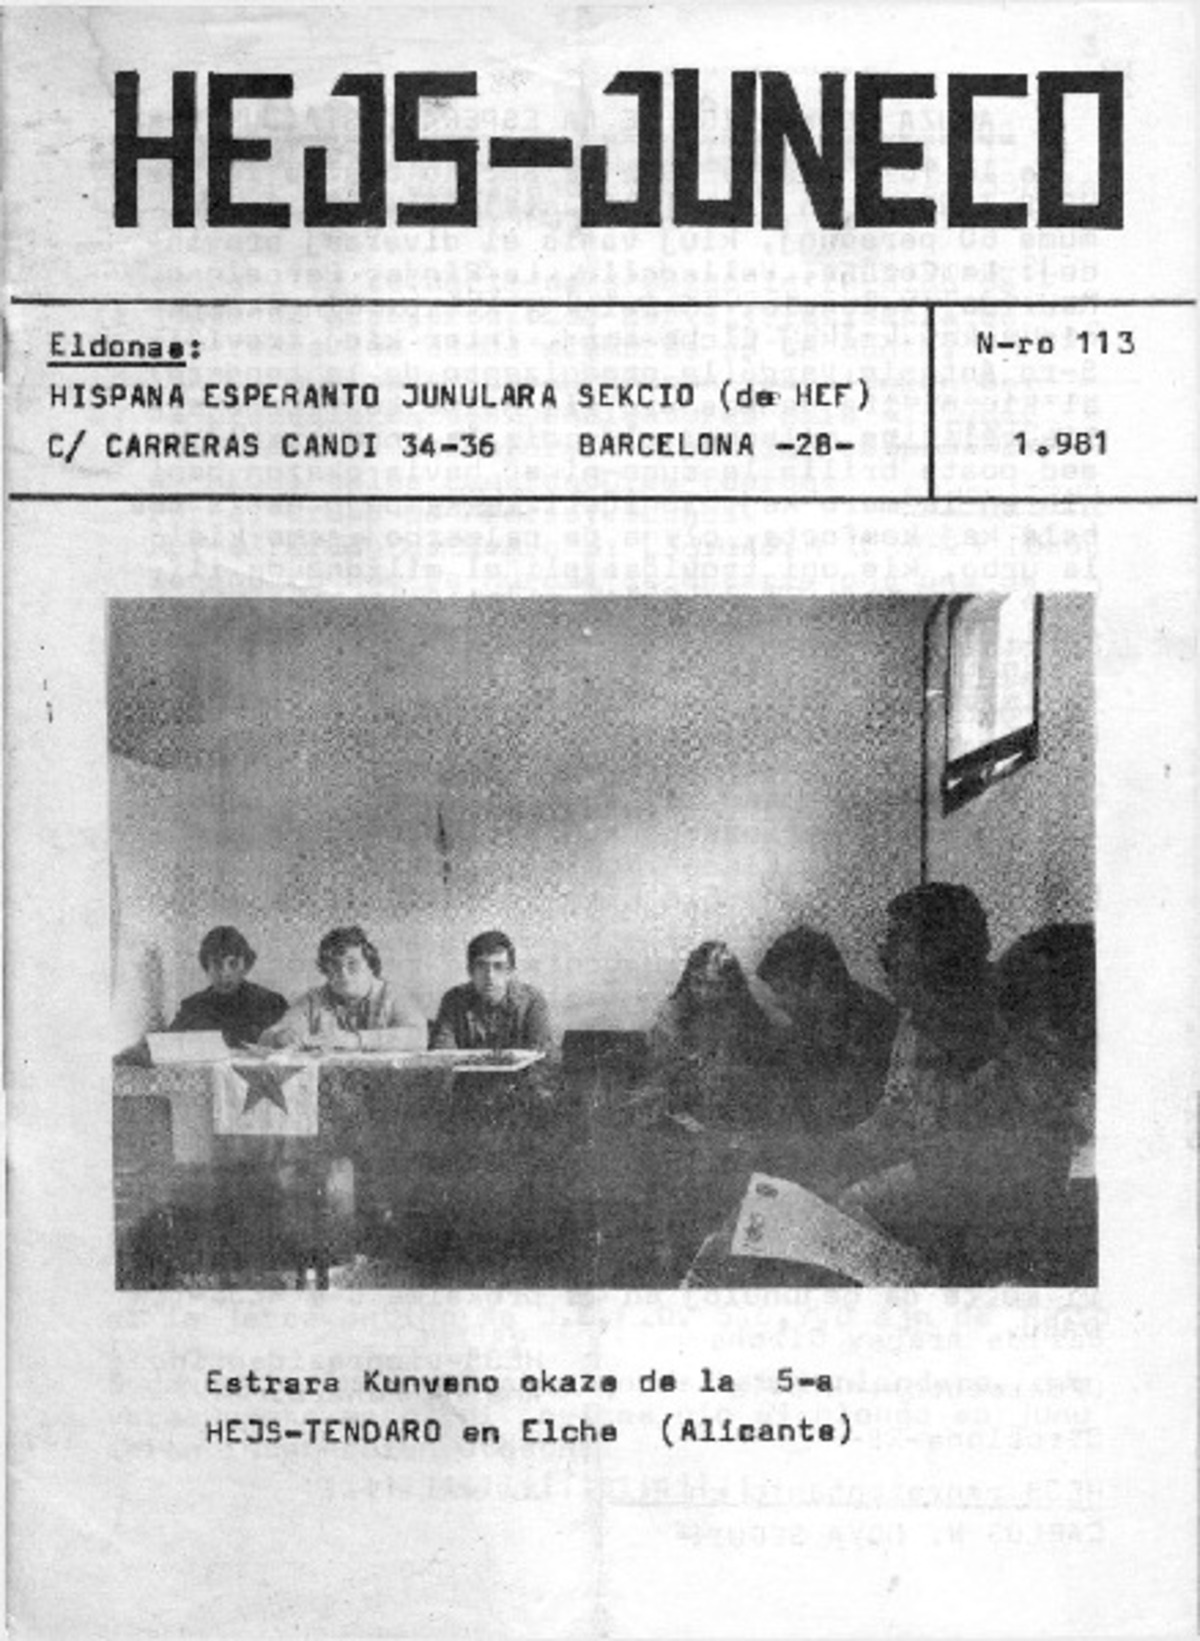 HEJS-JUNECO
Eldonas:
HISPANA ESPERANTO JUNULARA SEKCIO (de HEF)
C/ CARRERAS CANDI 34-36 BARCELONA -28-
N-ro 113
1.981
Estrara Kunveno okaze de la 5-a
HEJS-TENDARO en Elche (Alicante)